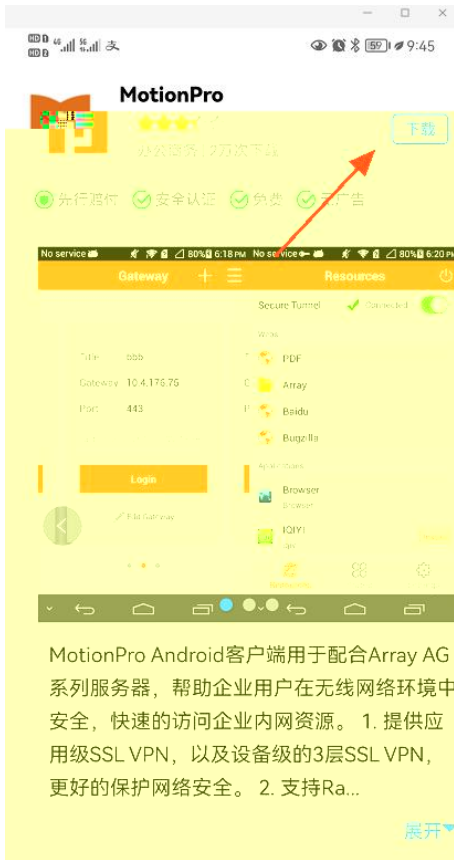 9:45
59
MotionPro
下载
办公商务 | 2万次下载
先行赔付 安全认证 免费 无广告
No service 80% 6:18 PM No service 80% 6:20 PM
Gateway Resources
Secure Tunnel Connected
Title bbb
PDF
Gateway 10.4.176.75
Array
Port 443
Baidu
Bugzilla
Login
Browser
Browser
Edit Gateway
iQIYI
MotionPro Android客户端用于配合Array AG
系列服务器，帮助企业用户在无线网络环境中
安全，快速的访问企业内网资源。 1. 提供应
用级SSL VPN，以及设备级的3层SSL VPN，
更好的保护网络安全。 2. 支持Ra...
展开